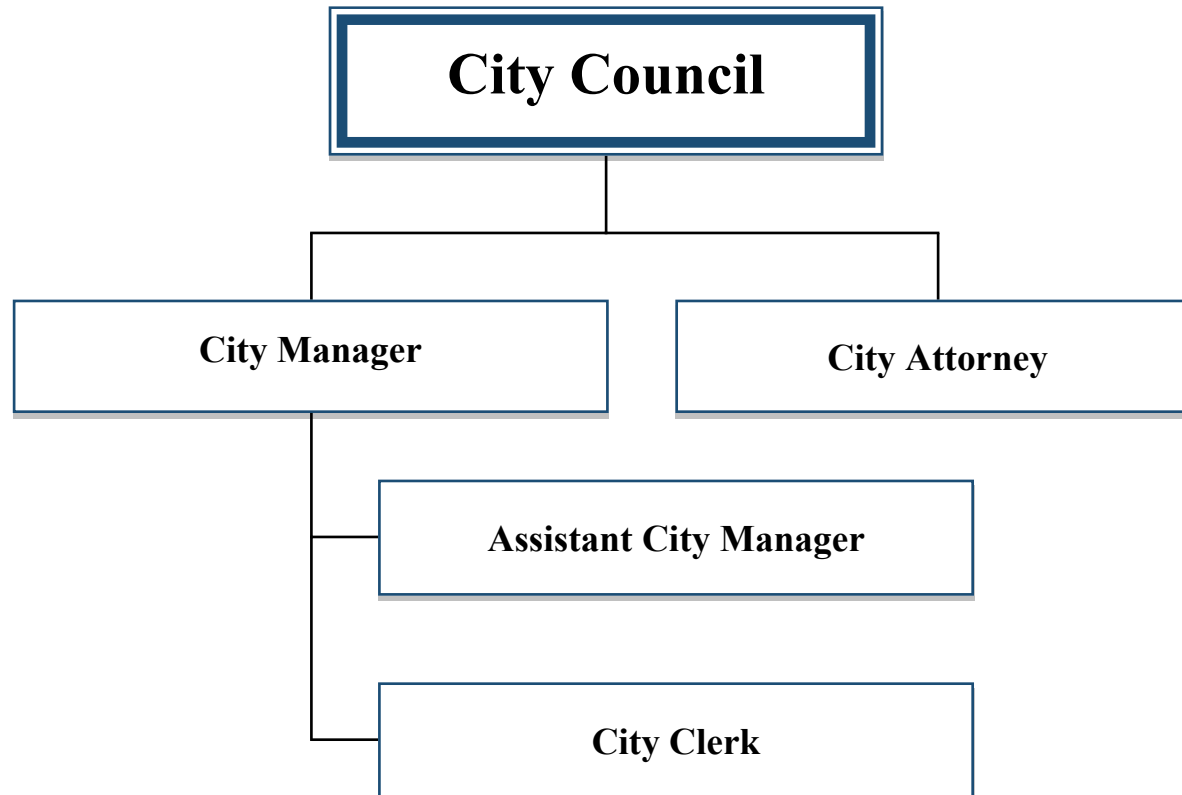 City Council
City Manager
City Attorney
Assistant City Manager
City Clerk